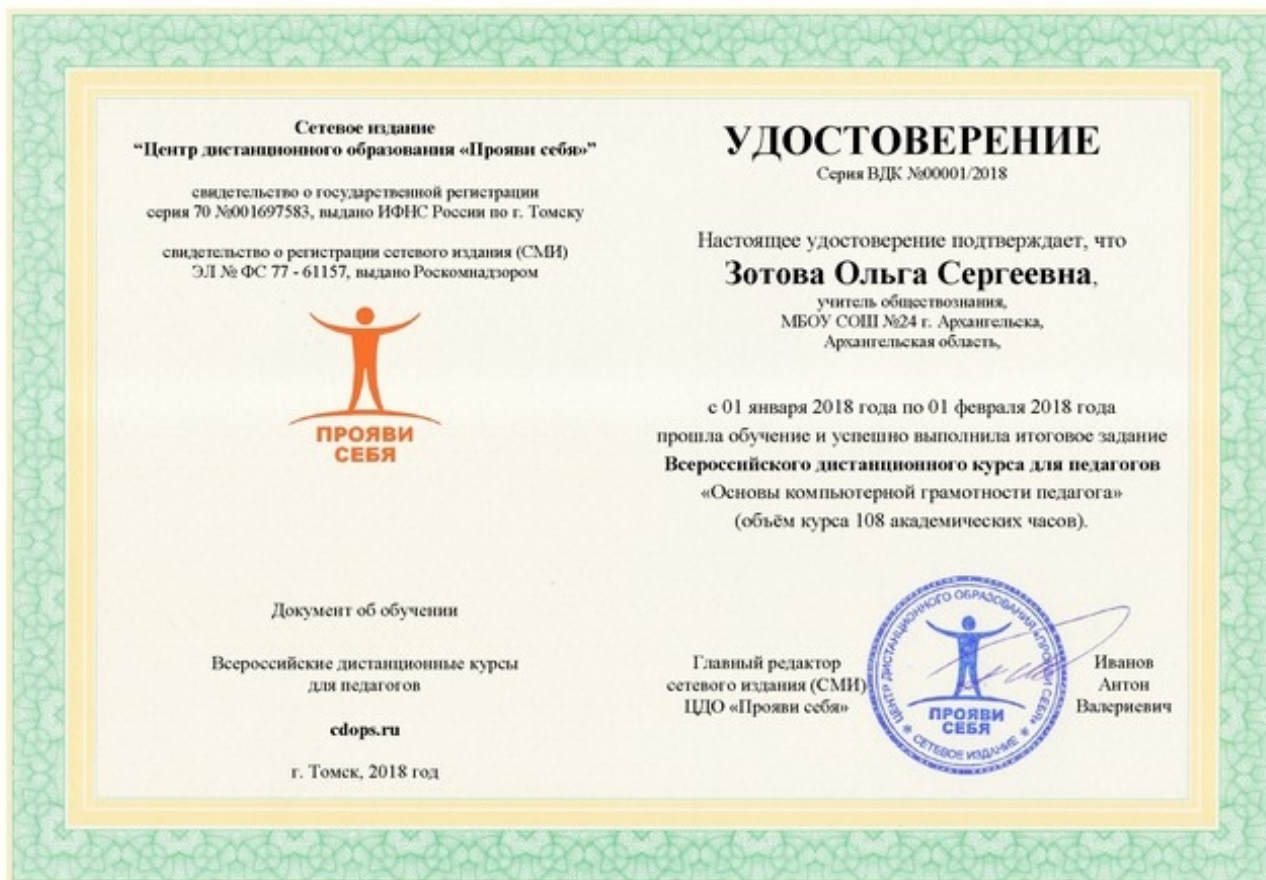 Сетевое издание
“Центр дистанционного образования «Прояви себя»”
свидетельство о государственной регистрации
серия 70 №001697583, выдано ИФНС России по г. Томску
свидетельство о регистрации сетевого издания (СМИ)
ЭЛ № ФС 77 - 61157, выдано Роскомнадзором
ПРОЯВИ
СЕБЯ
Документ об обучении
Всероссийские дистанционные курсы
для педагогов
cdops.ru
г. Томск, 2018 год
УДОСТОВЕРЕНИЕ
Серия ВДК №00001/2018
Настоящее удостоверение подтверждает, что
Зотова Ольга Сергеевна,
учитель обществознания,
МБОУ СОШ №24 г. Архангельска,
Архангельская область,
с 01 января 2018 года по 01 февраля 2018 года
прошла обучение и успешно выполнила итоговое задание
Всероссийского дистанционного курса для педагогов
«Основы компьютерной грамотности педагога»
(объём курса 108 академических часов).
Главный редактор
сетевого издания (СМИ)
ЦДО «Прояви себя»
ЦЕНТР ДИСТАНЦИОННОГО ОБРАЗОВАНИЯ «ПРОЯВИ СЕБЯ»
ПРОЯВИ
СЕБЯ
СЕТЕВОЕ ИЗДАНИЕ
Иванов
Антон
Валериевич